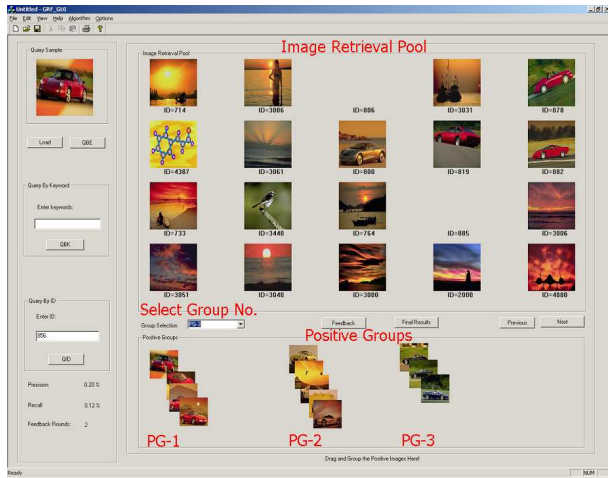 Untitled - GRF_GUI
File Edit View Help Algorithm Options
Image Retrieval Pool
Query Sample
Image Retrieval Pool
ID=714 ID=3086 ID=806 ID=3031 ID=878
Load QBE
ID=4387 ID=3061 ID=800 ID=819 ID=882
Query By Keyword
Enter keywords:
QBK
ID=733 ID=3448 ID=764 ID=885 ID=3006
ID=3051 ID=3040 ID=3000 ID=2000 ID=4880
Query By ID
Enter ID:
856
QID
Select Group No.
Group Selection PG-3 Feedback Final Results Previous Next
Positive Groups
Positive Groups
Precision 0.20 %
Recall 0.12 %
Feedback Rounds: 2
PG-1 PG-2 PG-3
Drag and Group the Positive Images Here!
Ready NUM